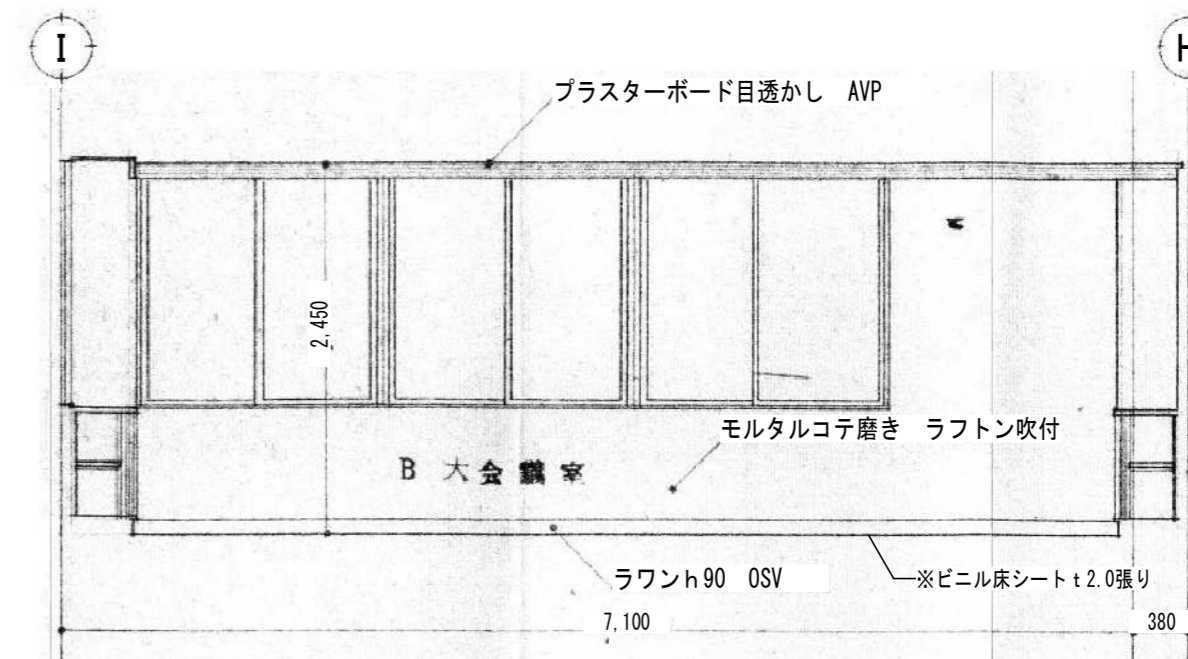 I
H
プラスターボード目透かし AVP
2,450
モルタルコテ磨き ラフトン吹付
B 大会議室
ラワンh90 OSV
※ビニル床シートt2.0張り
7,100
380